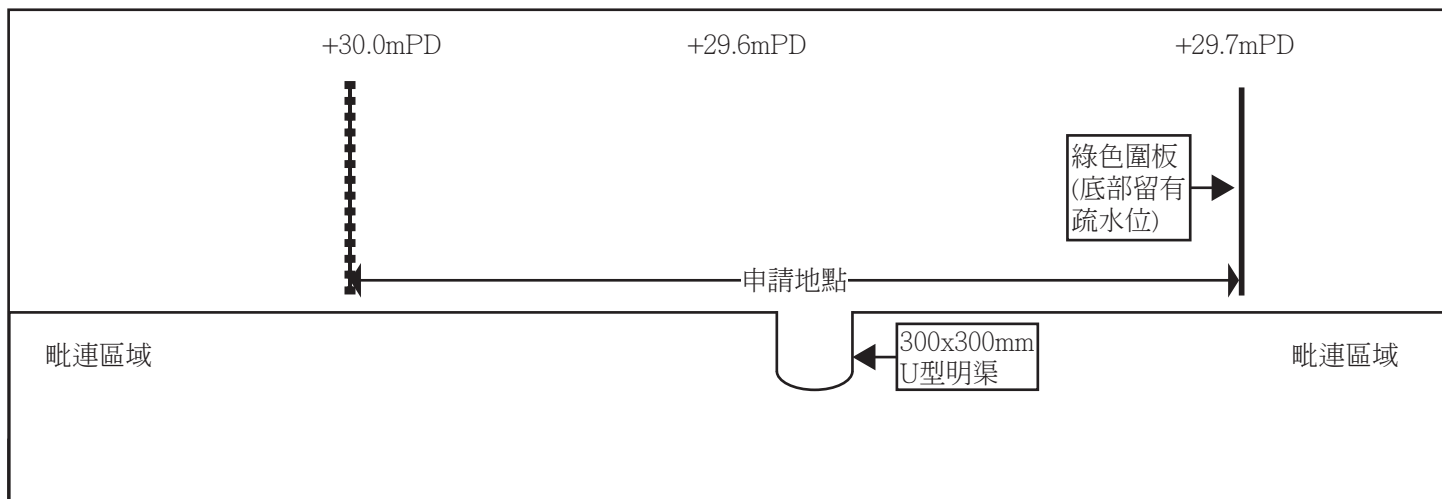 +30.0mPD
+29.6mPD
+29.7mPD
綠色圍板
(底部留有
疏水位)
申請地點
毗連區域
300x300mm
U型明渠
毗連區域